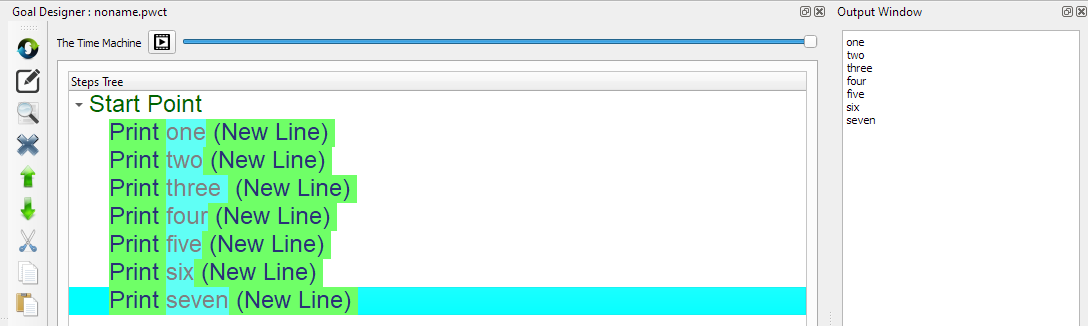 Goal Designer : noname.pwct
The Time Machine
Steps Tree
Start Point
Print one (New Line)
Print two (New Line)
Print three  (New Line)
Print four (New Line)
Print five (New Line)
Print six (New Line)
Print seven (New Line)
Output Window
one
two
three
four
five
six
seven